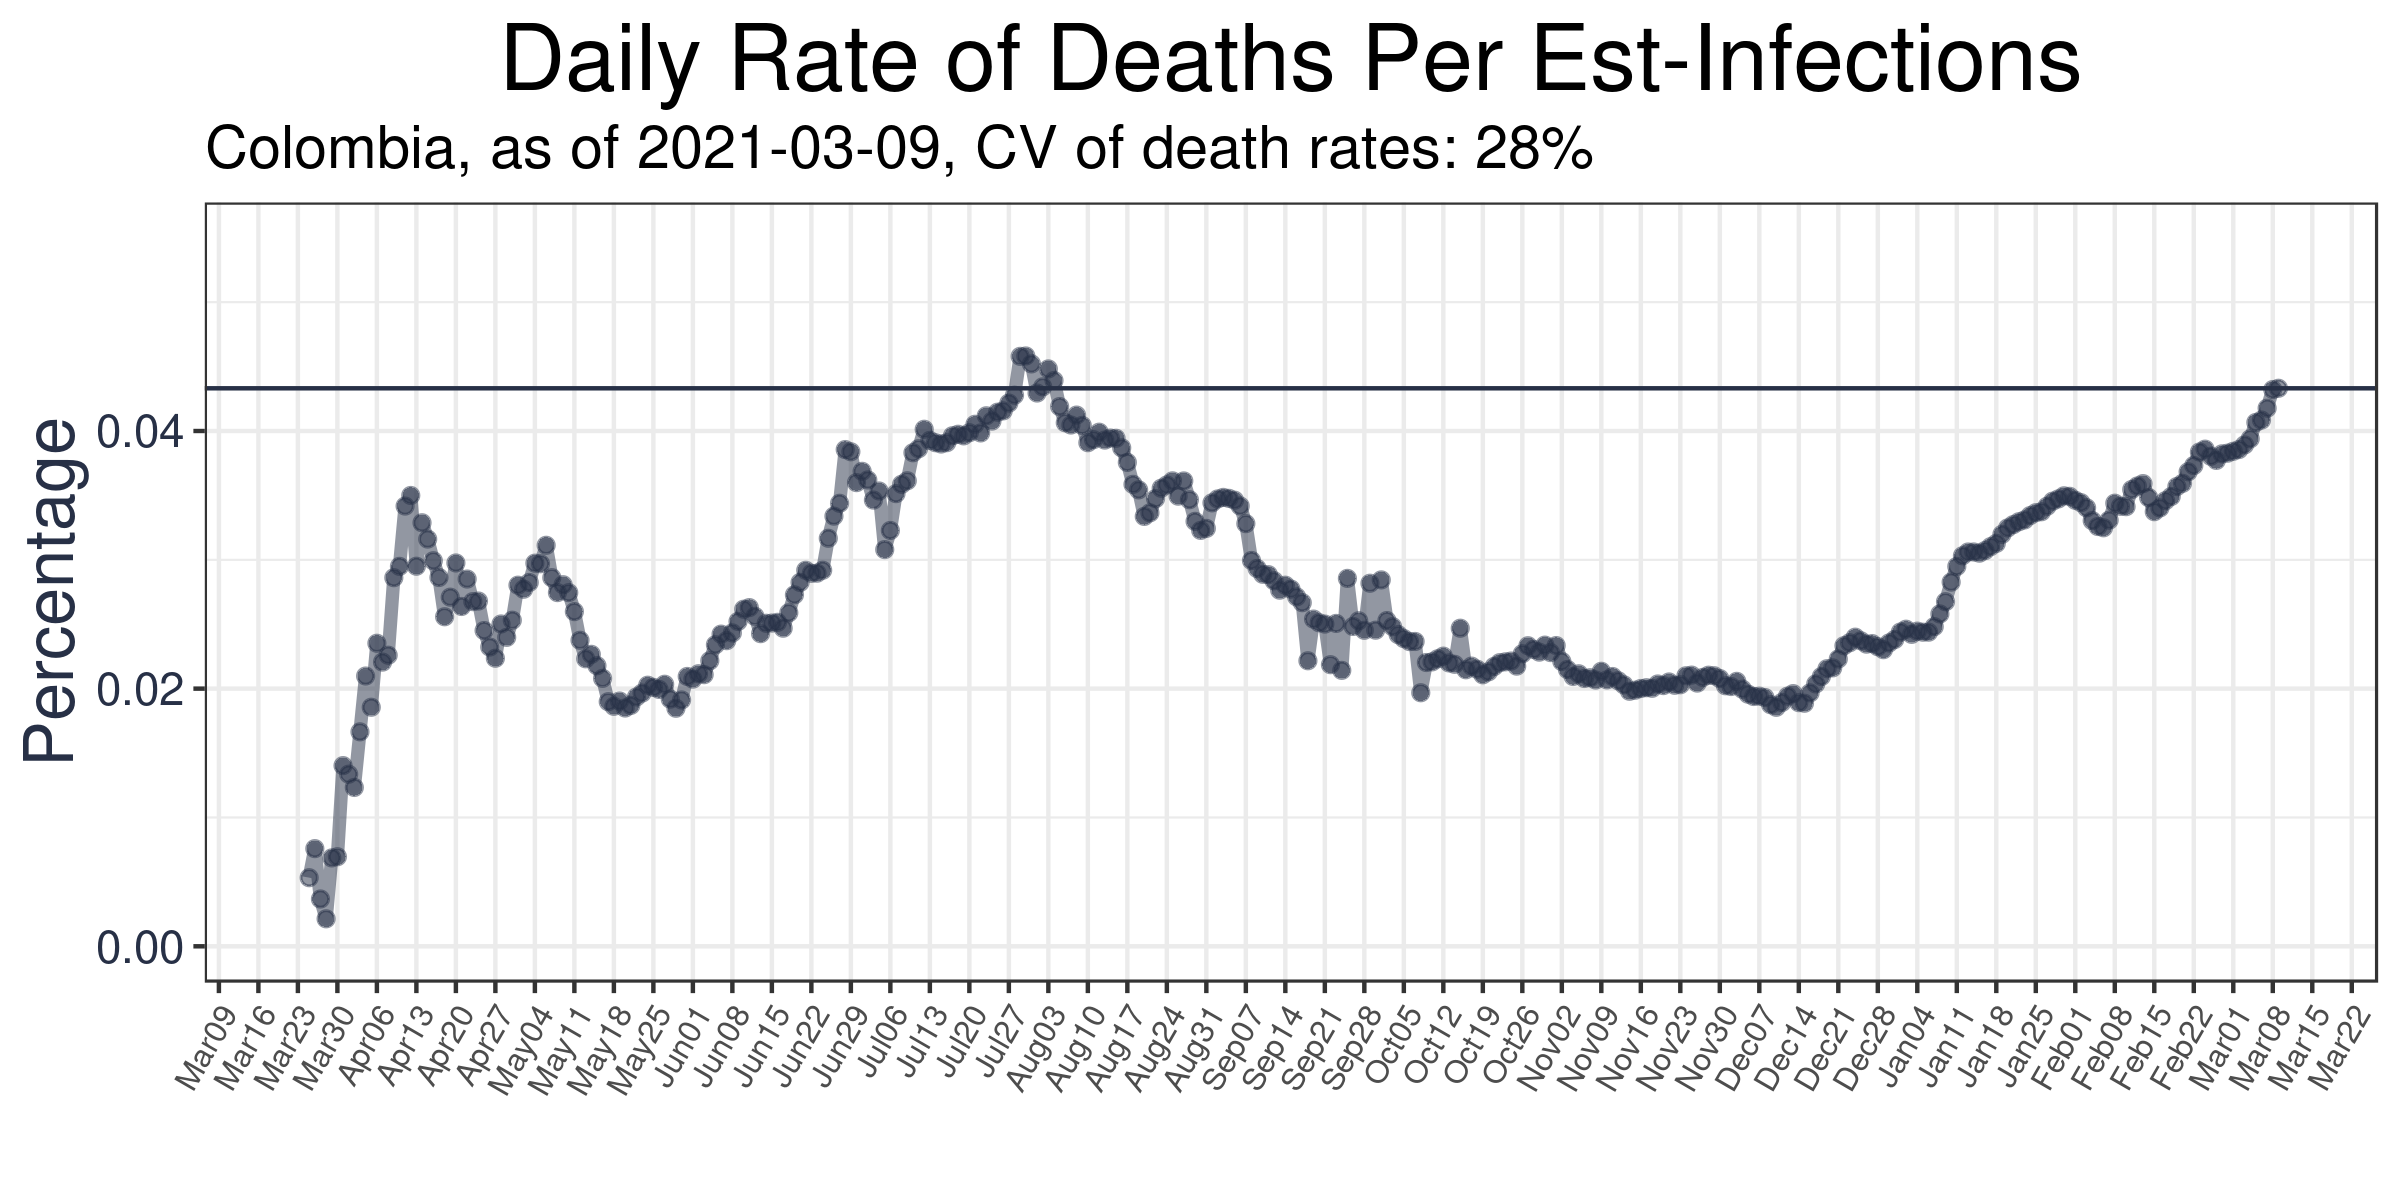 Daily Rate of Deaths Per Est-Infections
Colombia, as of 2021-03-09, CV of death rates: 28%
Percentage
0.04
0.02
0.00
Mar09
Mar16
Mar23
Mar30
Apr06
Apr13
Apr20
Apr27
May04
May11
May18
May25
Jun01
Jun08
Jun15
Jun22
Jun29
Jul06
Jul13
Jul20
Jul27
Aug03
Aug10
Aug17
Aug24
Aug31
Sep07
Sep14
Sep21
Sep28
Oct05
Oct12
Oct19
Oct26
Nov02
Nov09
Nov16
Nov23
Nov30
Dec07
Dec14
Dec21
Dec28
Jan04
Jan11
Jan18
Jan25
Feb01
Feb08
Feb15
Feb22
Mar01
Mar08
Mar15
Mar22